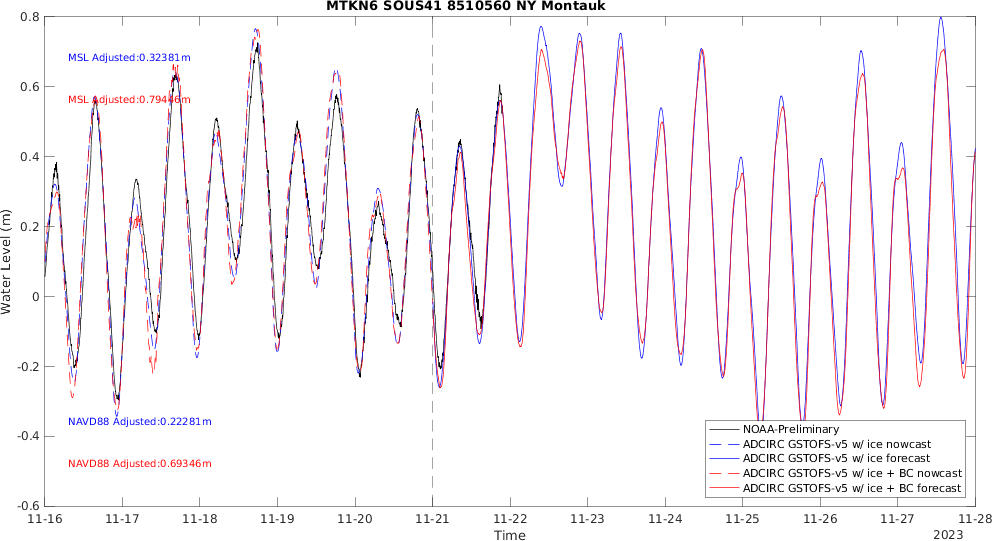 MTKN6 SOUS41 8510560 NY Montauk
0.8
0.6
0.4
0.2
0
-0.2
-0.4
-0.6
Water Level (m)
MSL Adjusted:0.32381m
MSL Adjusted:0.79446m
NAVD88 Adjusted:0.22281m
NAVD88 Adjusted:0.69346m
NOAA-Preliminary
ADCIRC GSTOFS-v5 w/ ice nowcast
ADCIRC GSTOFS-v5 w/ ice forecast
ADCIRC GSTOFS-v5 w/ ice + BC nowcast
ADCIRC GSTOFS-v5 w/ ice + BC forecast
11-16 11-17 11-18 11-19 11-20 11-21 11-22 11-23 11-24 11-25 11-26 11-27 11-28
Time
2023